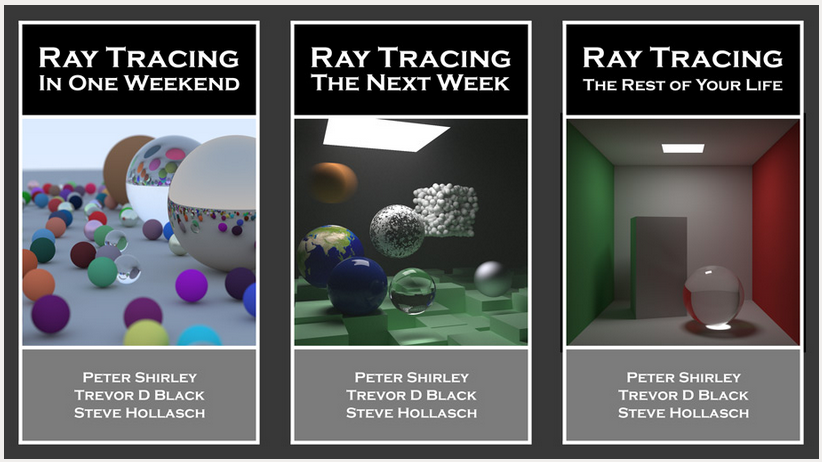 RAY TRACING
IN ONE WEEKEND
PETER SHIRLEY
TREVOR D BLACK
STEVE HOLLASCH
RAY TRACING
THE NEXT WEEK
PETER SHIRLEY
TREVOR D BLACK
STEVE HOLLASCH
RAY TRACING
THE REST OF YOUR LIFE
PETER SHIRLEY
TREVOR D BLACK
STEVE HOLLASCH